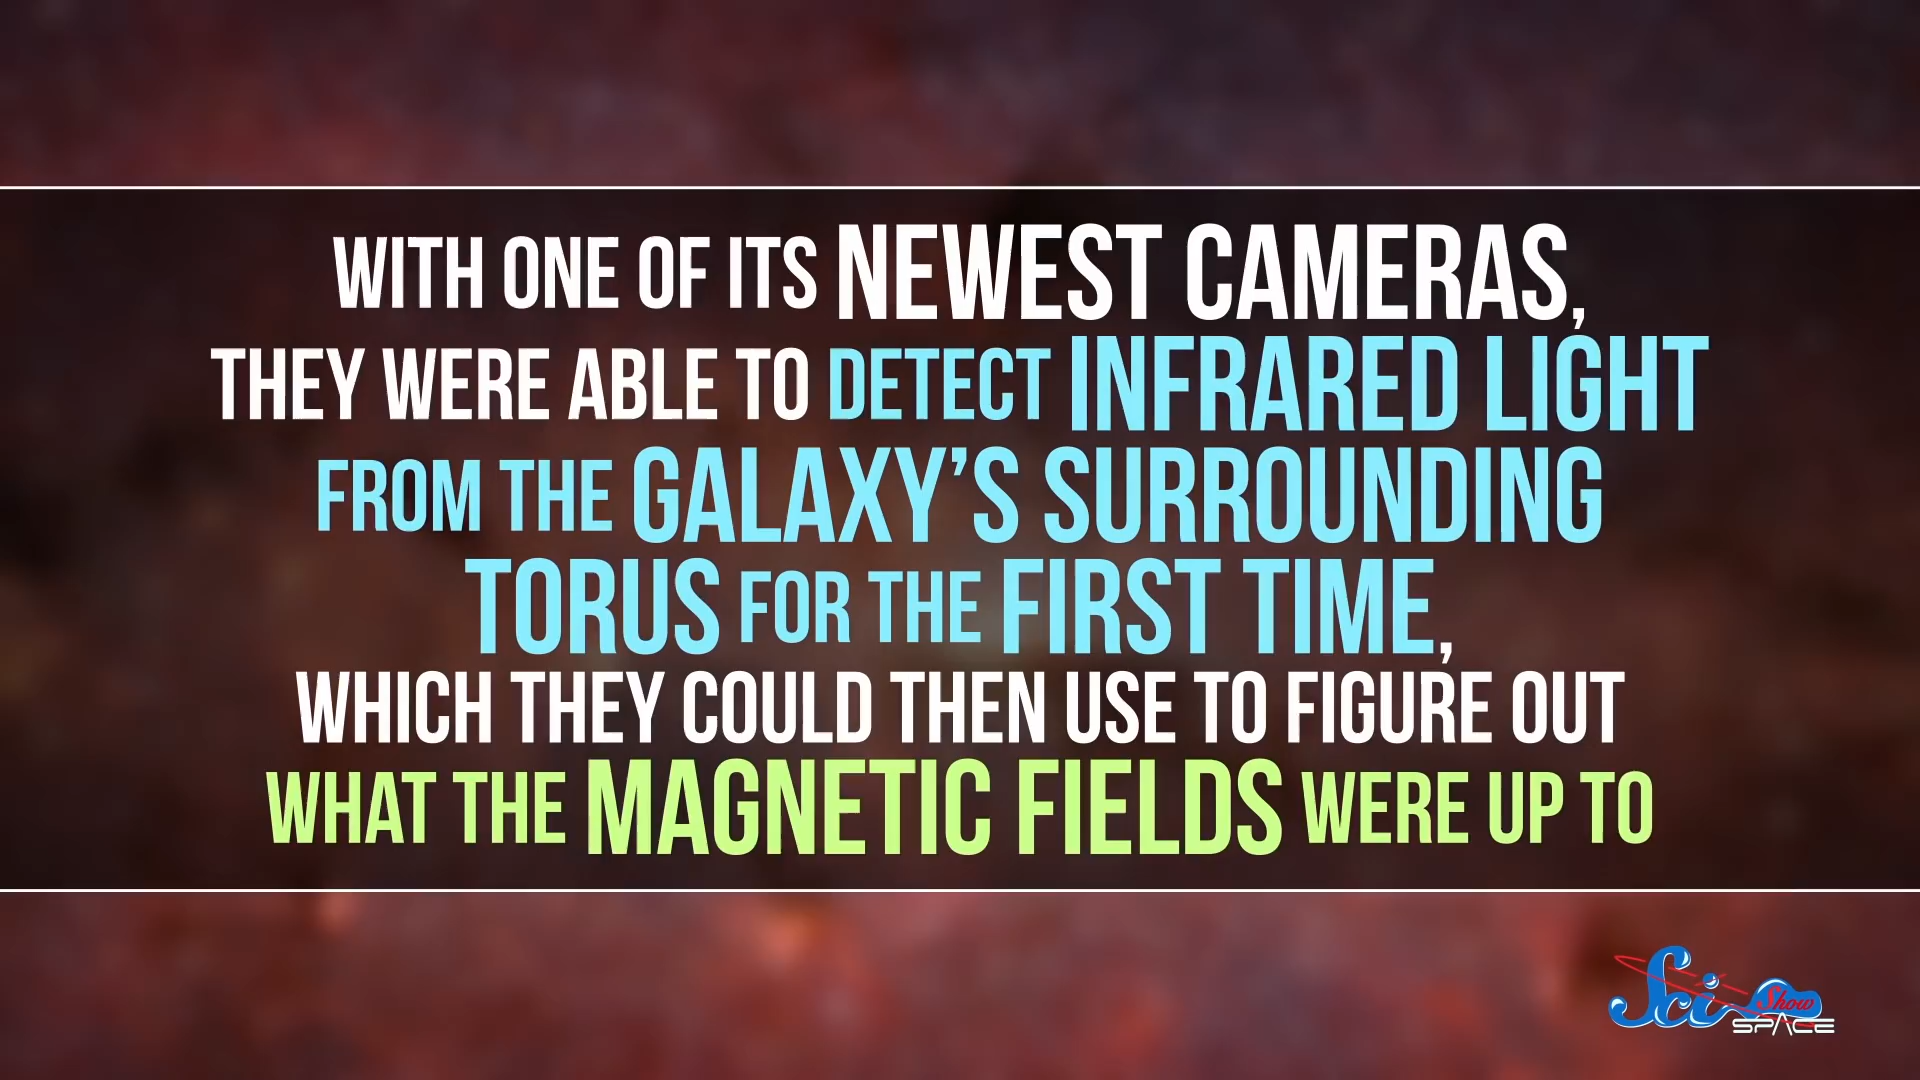 WITH ONE OF ITS NEWEST CAMERAS,
THEY WERE ABLE TO DETECT INFRARED LIGHT
FROM THE GALAXY'S SURROUNDING
TORUS FOR THE FIRST TIME,
WHICH THEY COULD THEN USE TO FIGURE OUT
WHAT THE MAGNETIC FIELDS WERE UP TO
Sci Show
SPACE